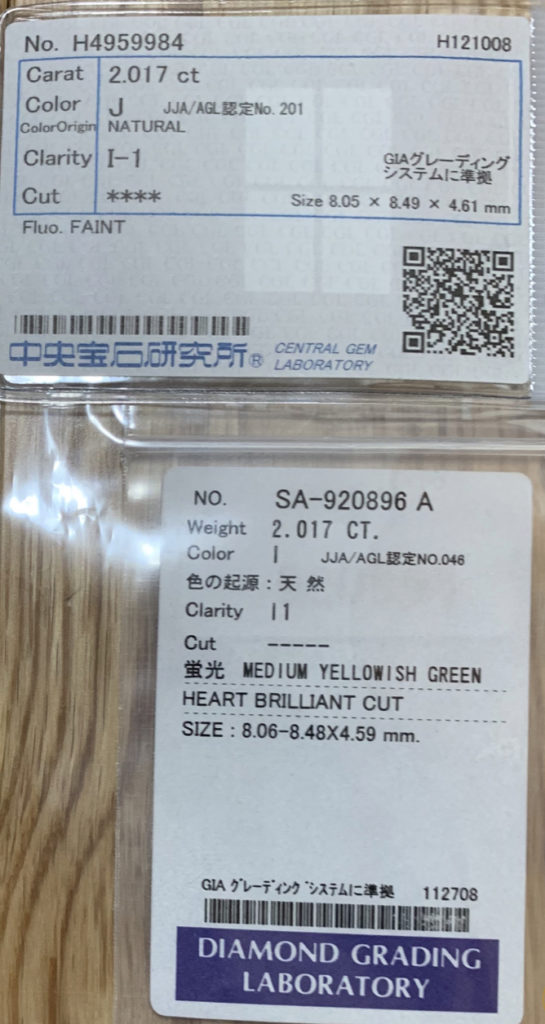 No. H4959984 H121008
Carat 2.017 ct
Color J JJA/AGL認定No.201
ColorOrigin NATURAL
Clarity I-1 GIAグレーディング
システムに準拠
Cut **** Size 8.05 × 8.49 × 4.61 mm
Fluo. FAINT
中央宝石研究所® CENTRAL GEM
LABORATORY
NO. SA-920896 A
Weight 2.017 CT.
Color I JJA/AGL認定NO.046
色の起源:天 然
Clarity I1
Cut -----
蛍光 MEDIUM YELLOWISH GREEN
HEART BRILLIANT CUT
SIZE : 8.06-8.48X4.59 mm.
GIA グレーディング システムに準拠 112708
DIAMOND GRADING
LABORATORY